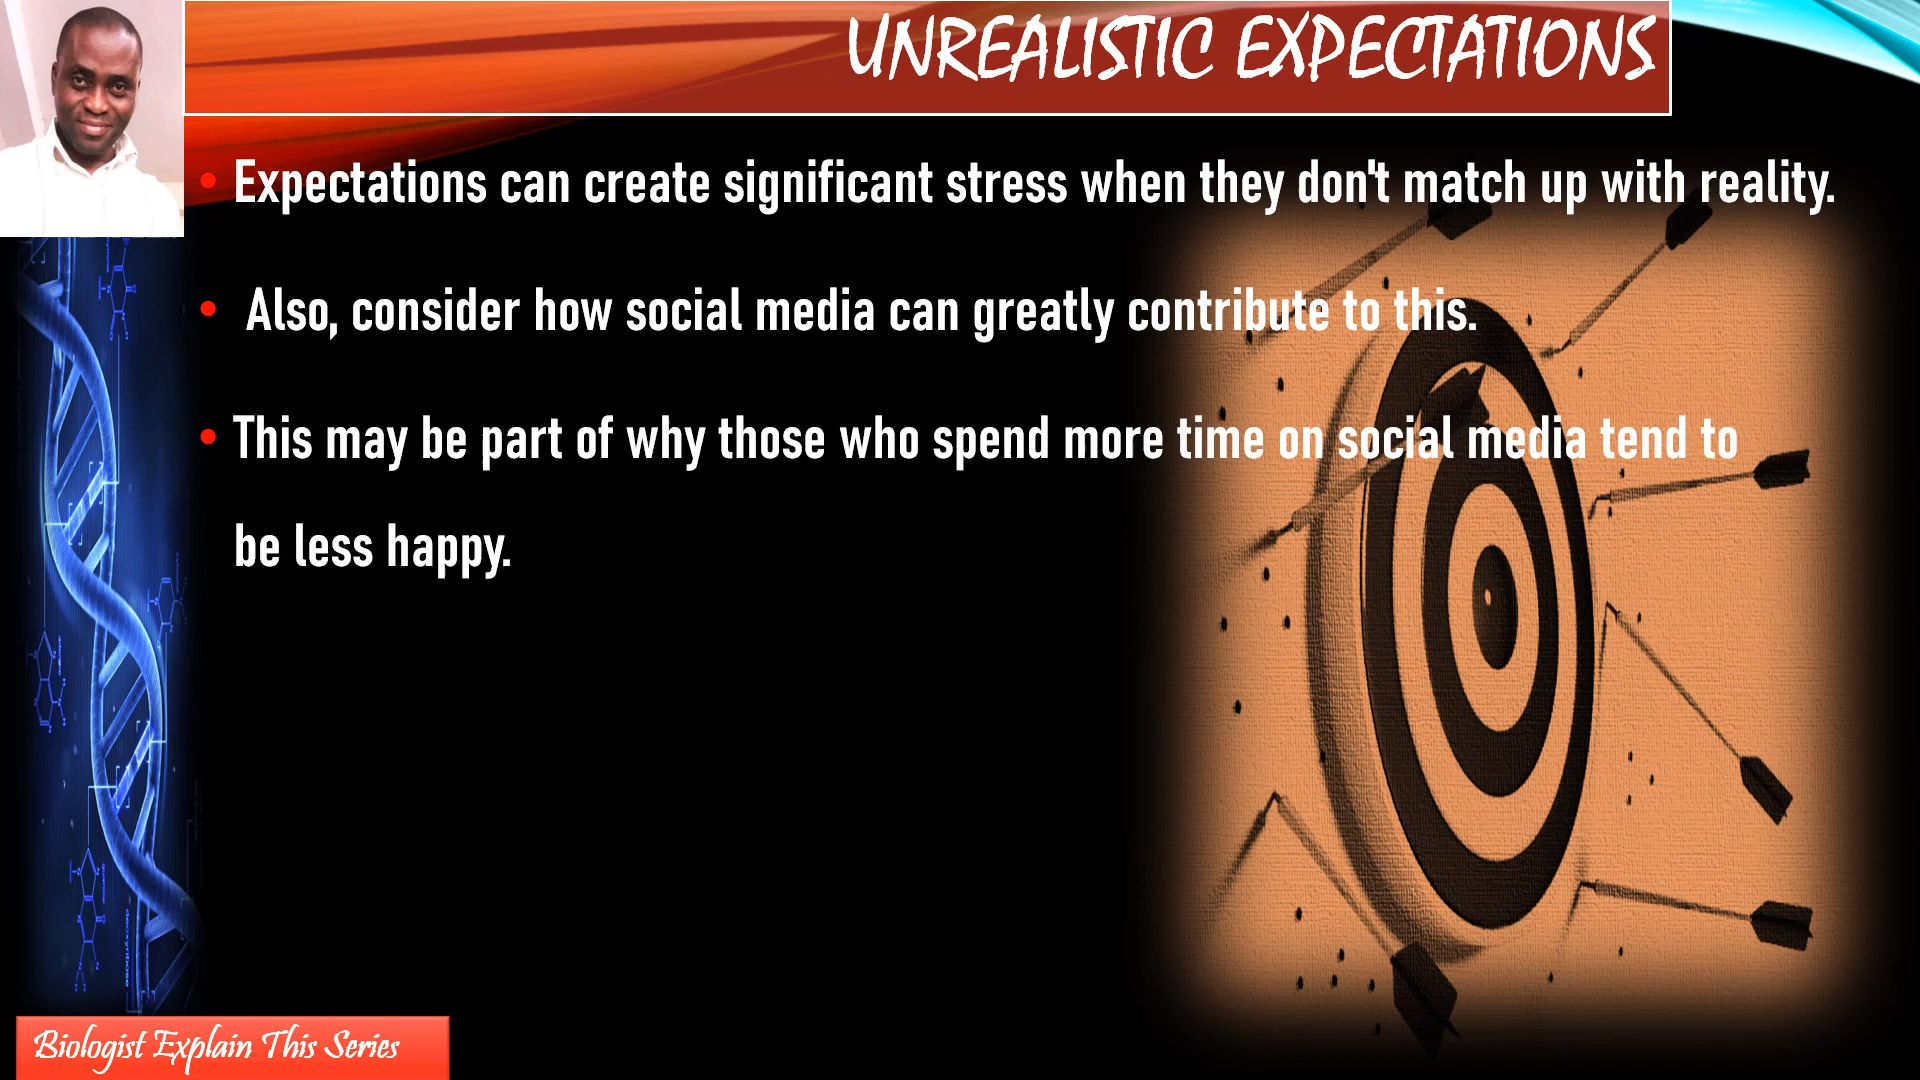 UNREALISTIC EXPECTATIONS
• Expectations can create significant stress when they don't match up with reality.
• Also, consider how social media can greatly contribute to this.
• This may be part of why those who spend more time on social media tend to
be less happy.
deoxyribose
Biologist Explain This Series